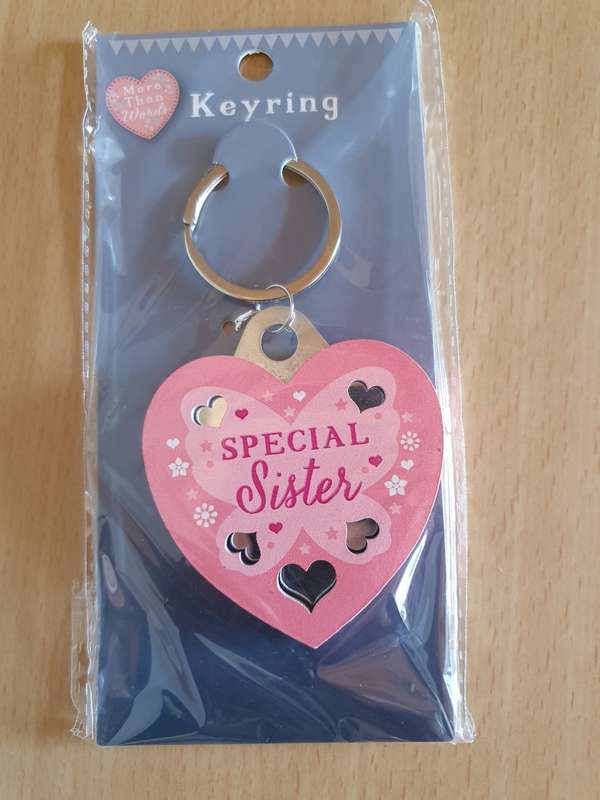 More
Than
Words
Keyring
SPECIAL
Sister